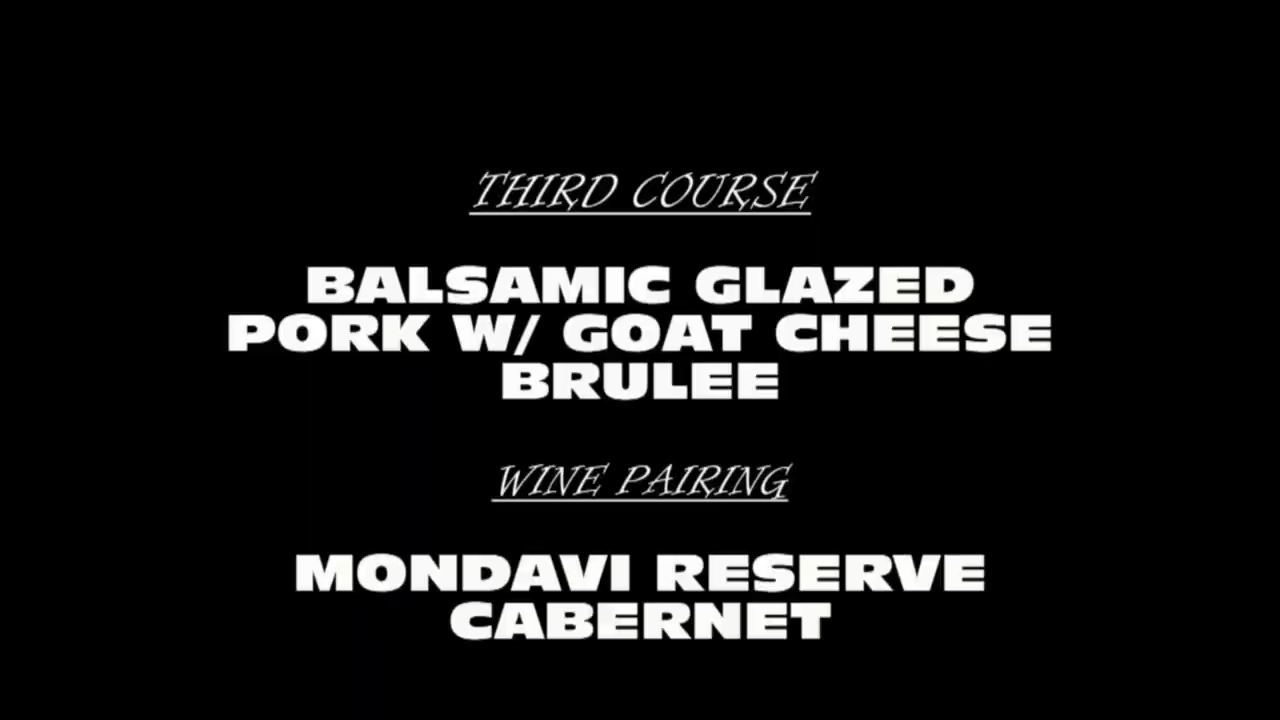 THIRD COURSE
BALSAMIC GLAZED
PORK W/ GOAT CHEESE
BRULEE
WINE PAIRING
MONDAVI RESERVE
CABERNET